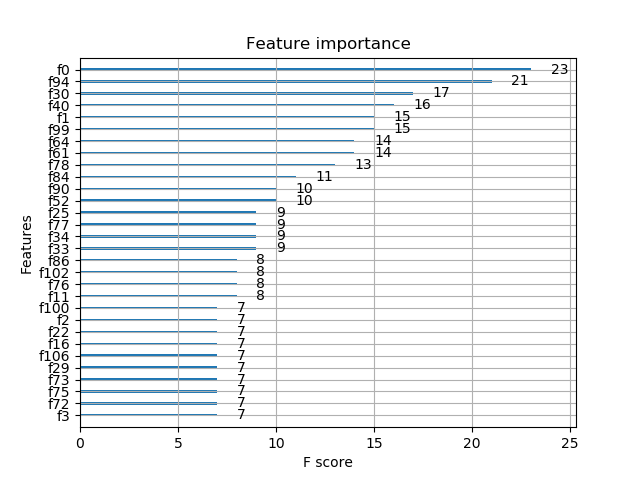 Feature importance
f0 23
f94 21
f30 17
f40 16
f1 15
f99 15
f64 14
f61 14
f78 13
f84 11
f90 10
f52 10
f25 9
f77 9
f34 9
f33 9
f86 8
f102 8
f76 8
f11 8
f100 7
f2 7
f22 7
f16 7
f106 7
f29 7
f73 7
f75 7
f72 7
f3 7
Features
0 5 10 15 20 25
F score